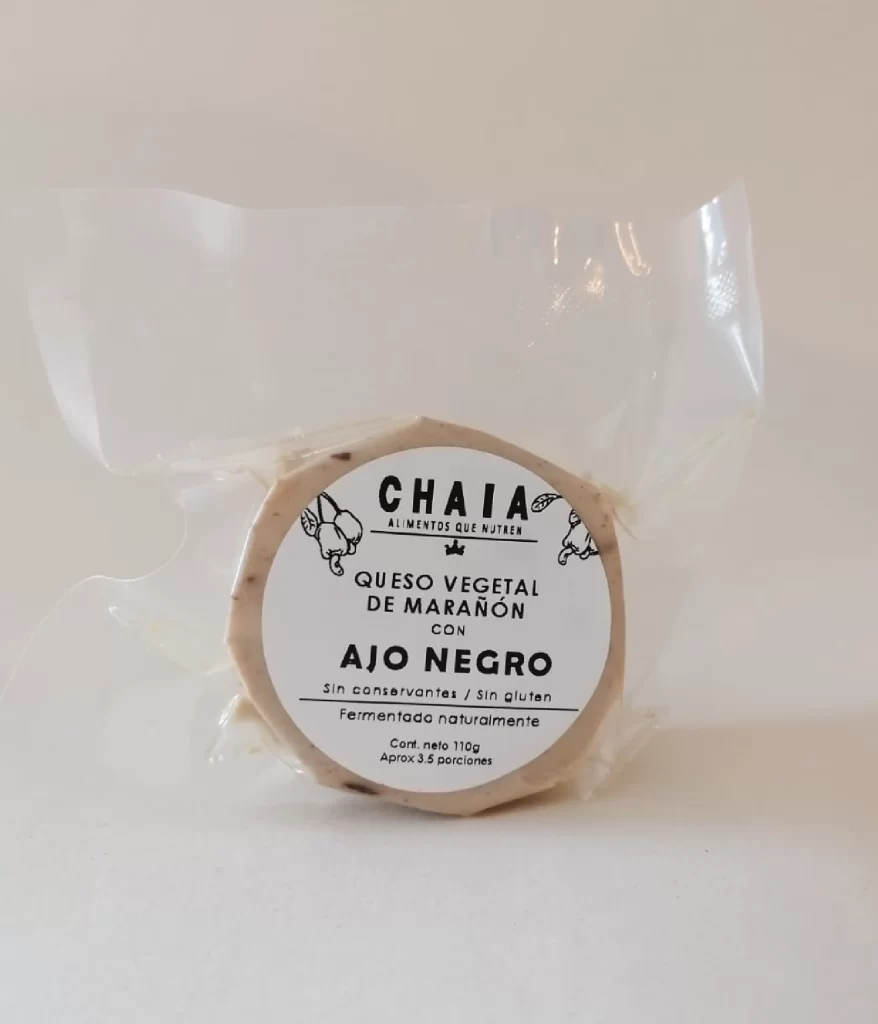 CHAIA
ALIMENTOS QUE NUTREN
QUESO VEGETAL
DE MARAÑÓN
CON
AJO NEGRO
Sin conservantes / Sin gluten
Fermentado naturalmente
Cont. neto 110g
Aprox 3.5 porciones